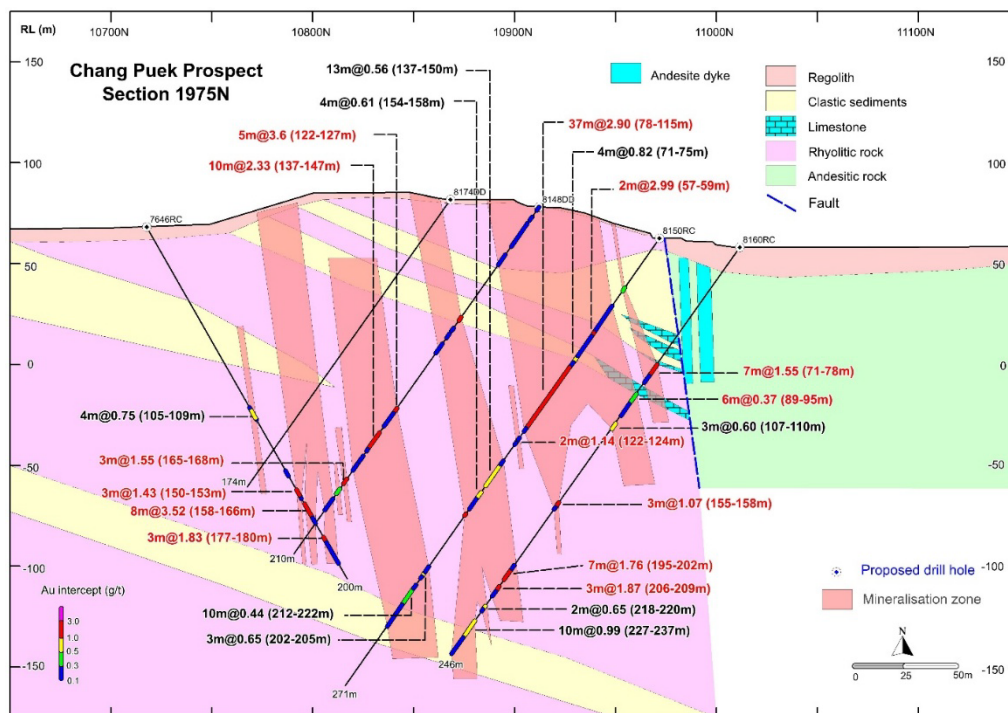 RL (m)
10700N
10800N
10900N
11000N
11100N
150
100
50
0
-50
-100
-150
150
100
50
0
-50
-100
-150
Chang Puek Prospect
Section 1975N
13m@0.56 (137-150m)
4m@0.61 (154-158m)
5m@3.6 (122-127m)
10m@2.33 (137-147m)
37m@2.90 (78-115m)
4m@0.82 (71-75m)
2m@2.99 (57-59m)
Andesite dyke
Regolith
Clastic sediments
Limestone
Rhyolitic rock
Andesitic rock
Fault
7646RC
8174DD
8148DD
8150RC
8160RC
7m@1.55 (71-78m)
6m@0.37 (89-95m)
3m@0.60 (107-110m)
4m@0.75 (105-109m)
2m@1.14 (122-124m)
3m@1.55 (165-168m)
174m
3m@1.43 (150-153m)
8m@3.52 (158-166m)
3m@1.07 (155-158m)
3m@1.83 (177-180m)
210m
200m
7m@1.76 (195-202m)
3m@1.87 (206-209m)
2m@0.65 (218-220m)
10m@0.99 (227-237m)
10m@0.44 (212-222m)
3m@0.65 (202-205m)
246m
271m
Au intercept (g/t)
3.0
1.0
0.5
0.3
0.1
Proposed drill hole
Mineralisation zone
N
0
25
50m